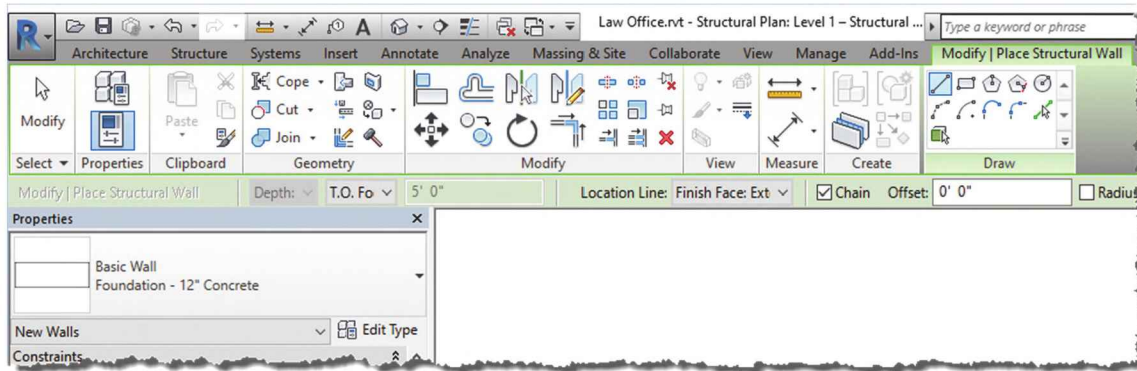 Law Office.rvt - Structural Plan: Level 1 – Structural ... Type a keyword or phrase
Architecture Structure Systems Insert Annotate Analyze Massing & Site Collaborate View Manage Add-Ins Modify | Place Structural Wall
Modify Paste Cope
Cut
Join
Select Properties Clipboard Geometry Modify View Measure Create Draw
Modify | Place Structural Wall Depth: T.O. Fo 5' 0" Location Line: Finish Face: Ext Chain Offset: 0' 0" Radius
Properties
Basic Wall
Foundation - 12" Concrete
New Walls Edit Type
Constraints